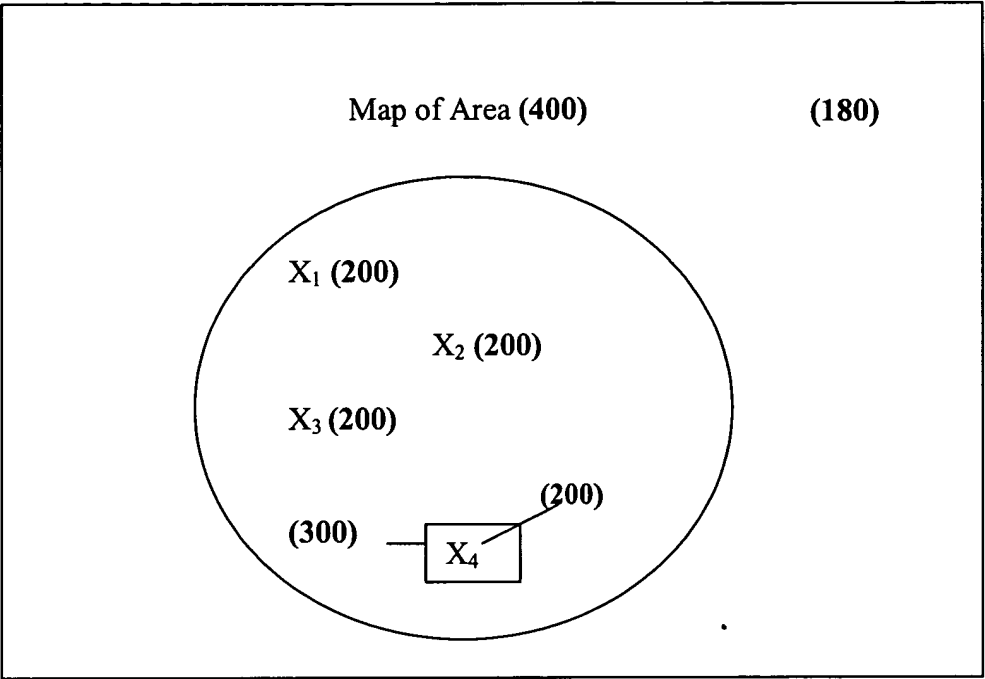 Map of Area (400) (180)
X₁ (200)
X₂ (200)
X₃ (200)
(200)
(300)
X₄